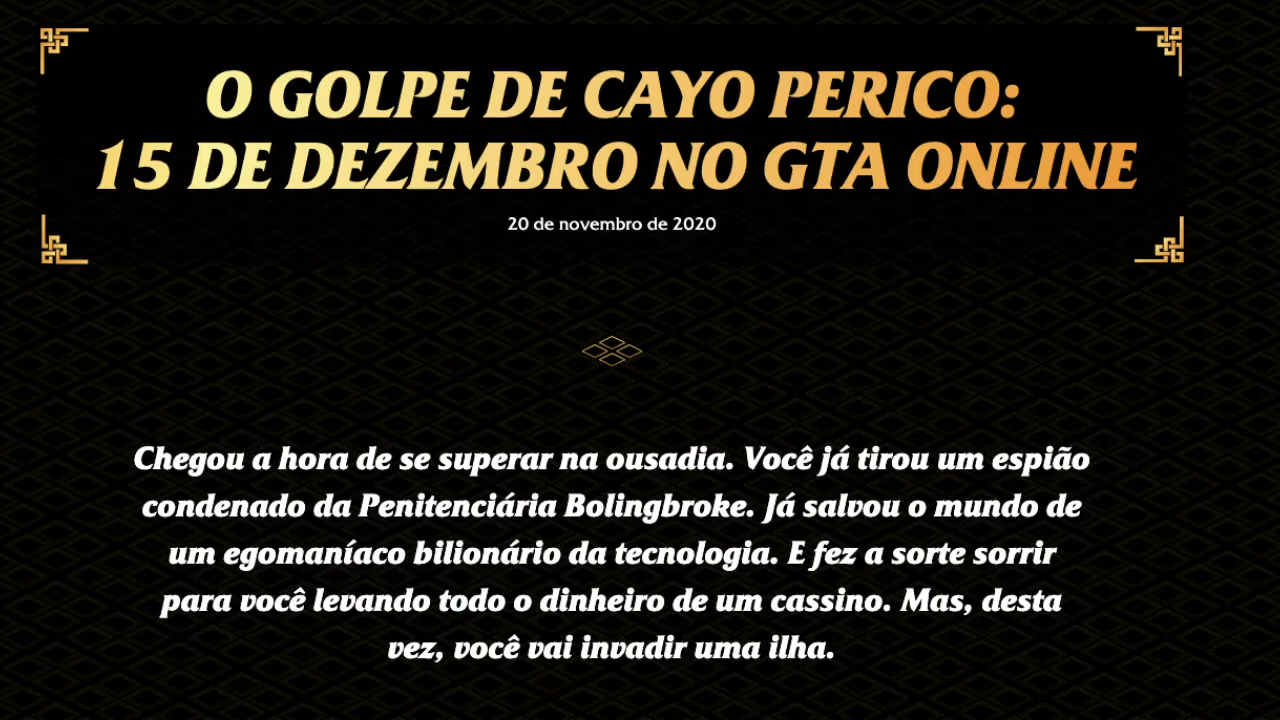 O GOLPE DE CAYO PERICO:
15 DE DEZEMBRO NO GTA ONLINE
20 de novembro de 2020
Chegou a hora de se superar na ousadia. Você já tirou um espião
condenado da Penitenciária Bolingbroke. Já salvou o mundo de
um egomaníaco bilionário da tecnologia. E fez a sorte sorrir
para você levando todo o dinheiro de um cassino. Mas, desta
vez, você vai invadir uma ilha.